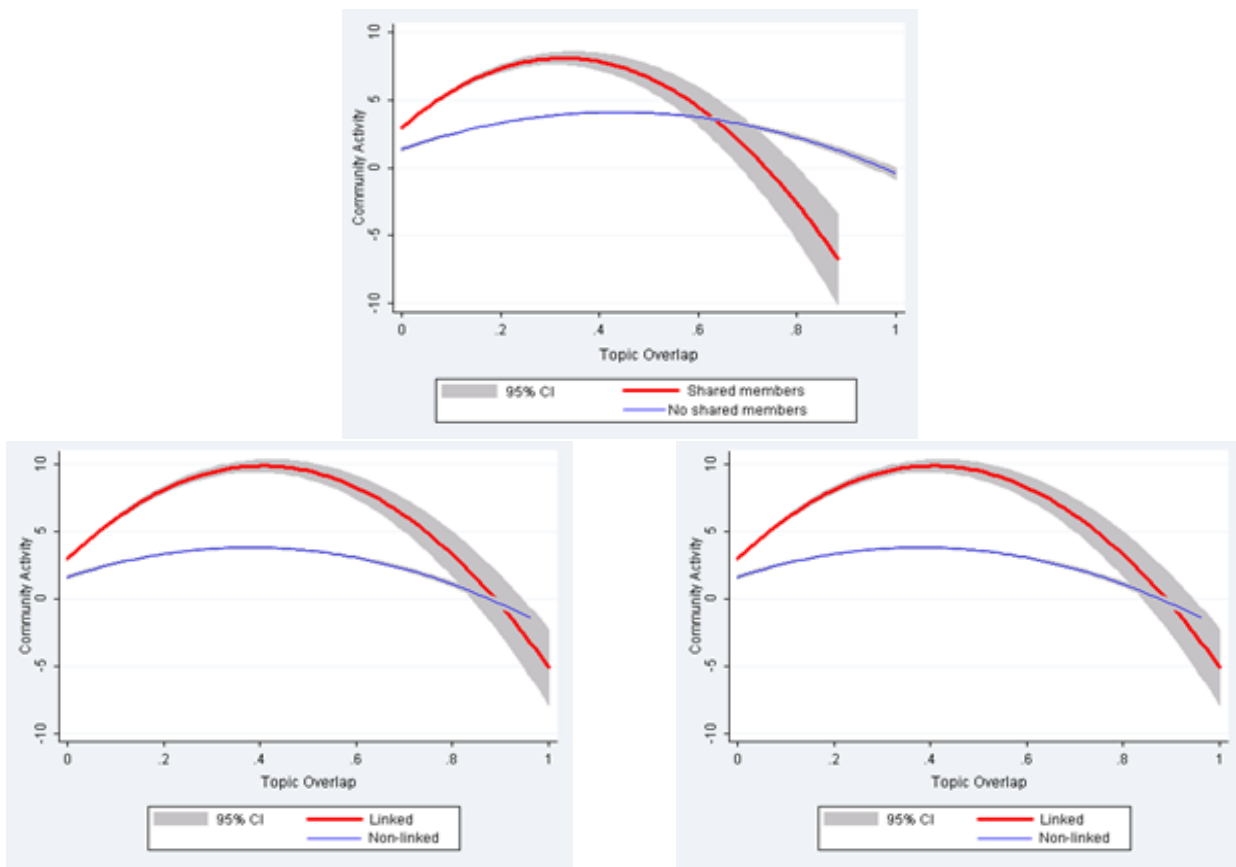 10
5
0
-5
-10
Community Activity
0 .2 .4 .6 .8 1
Topic Overlap
95% CI Shared members
No shared members
10
5
0
-5
-10
Community Activity
0 .2 .4 .6 .8 1
Topic Overlap
95% CI Linked
Non-linked
10
5
0
-5
-10
Community Activity
0 .2 .4 .6 .8 1
Topic Overlap
95% CI Linked
Non-linked